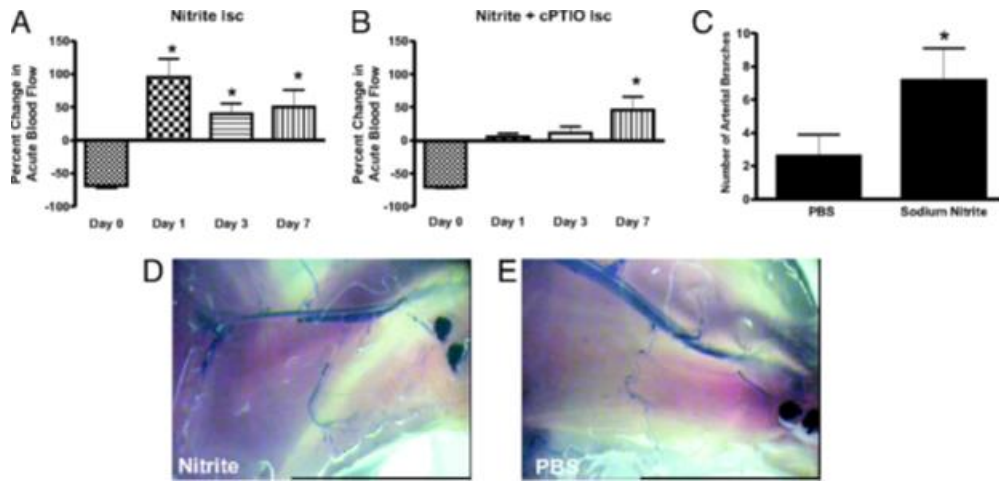 A
Nitrite Isc
Percent Change in
Acute Blood Flow
150
100
50
0
-50
-100
Day 0 Day 1 Day 3 Day 7
*
*
*
B
Nitrite + cPTIO Isc
Percent Change in
Acute Blood Flow
150
100
50
0
-50
-100
Day 0 Day 1 Day 3 Day 7
*
C
Number of Arterial Branches
10
8
6
4
2
0
PBS Sodium Nitrite
*
D
Nitrite
E
PBS